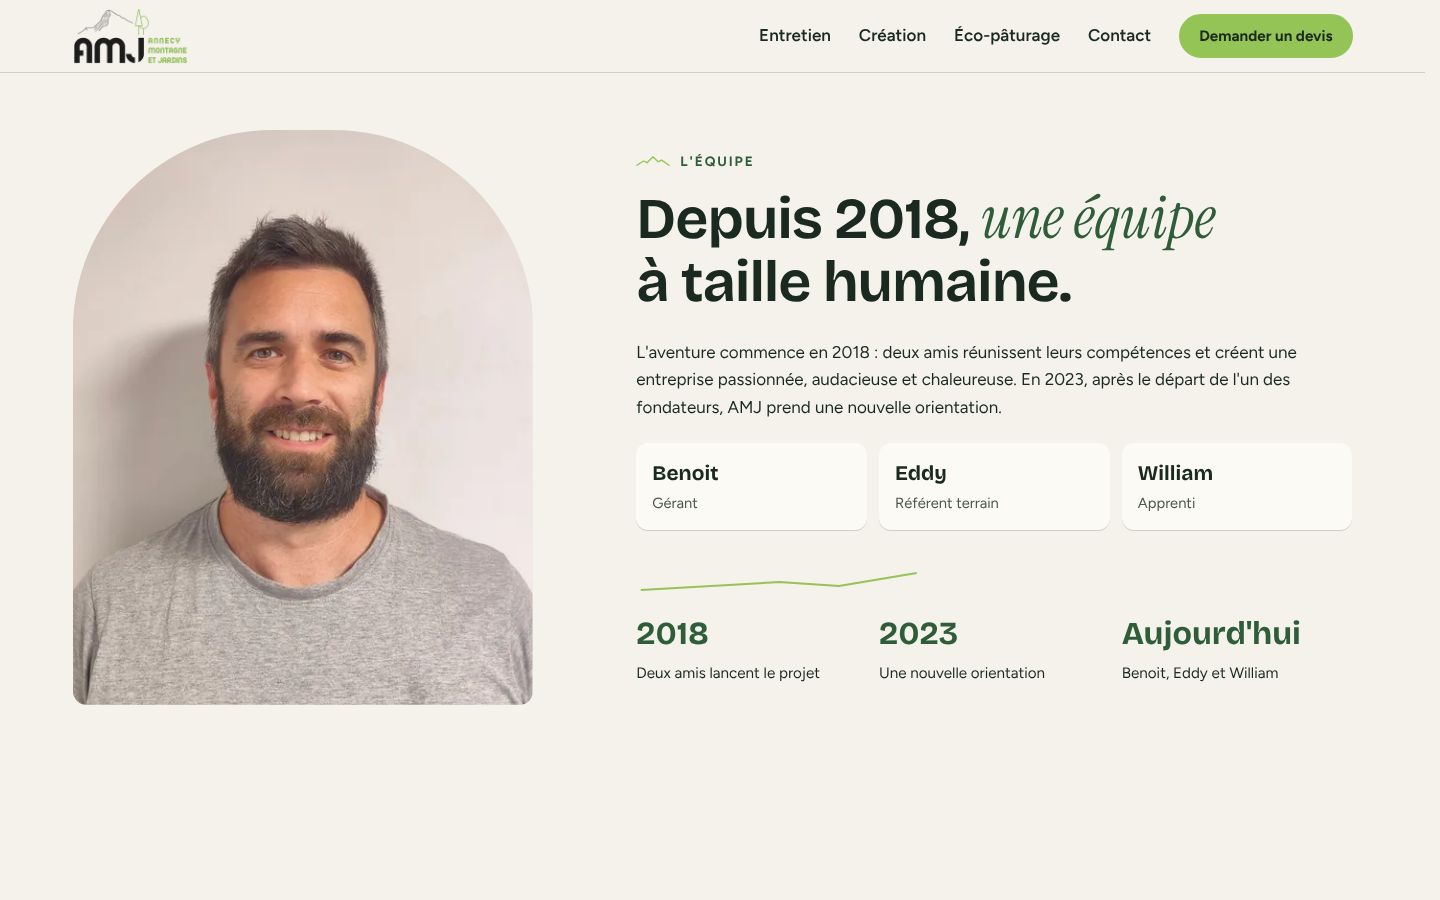 AMJ ANNECY MONTAGNE ET JARDINS
Entretien
Création
Éco-pâturage
Contact
Demander un devis
L'ÉQUIPE
Depuis 2018, une équipe
à taille humaine.
L'aventure commence en 2018 : deux amis réunissent leurs compétences et créent une
entreprise passionnée, audacieuse et chaleureuse. En 2023, après le départ de l'un des
fondateurs, AMJ prend une nouvelle orientation.
Benoit
Gérant
Eddy
Référent terrain
William
Apprenti
2018
Deux amis lancent le projet
2023
Une nouvelle orientation
Aujourd'hui
Benoit, Eddy et William